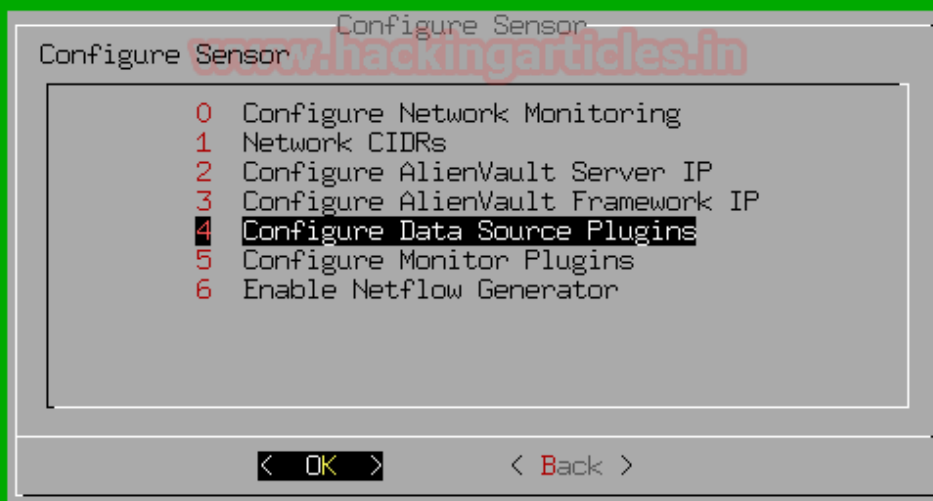 Configure Sensor
Configure Sensor
www.hackingarticles.in
0 Configure Network Monitoring
1 Network CIDRs
2 Configure AlienVault Server IP
3 Configure AlienVault Framework IP
4 Configure Data Source Plugins
5 Configure Monitor Plugins
6 Enable Netflow Generator
< OK > < Back >